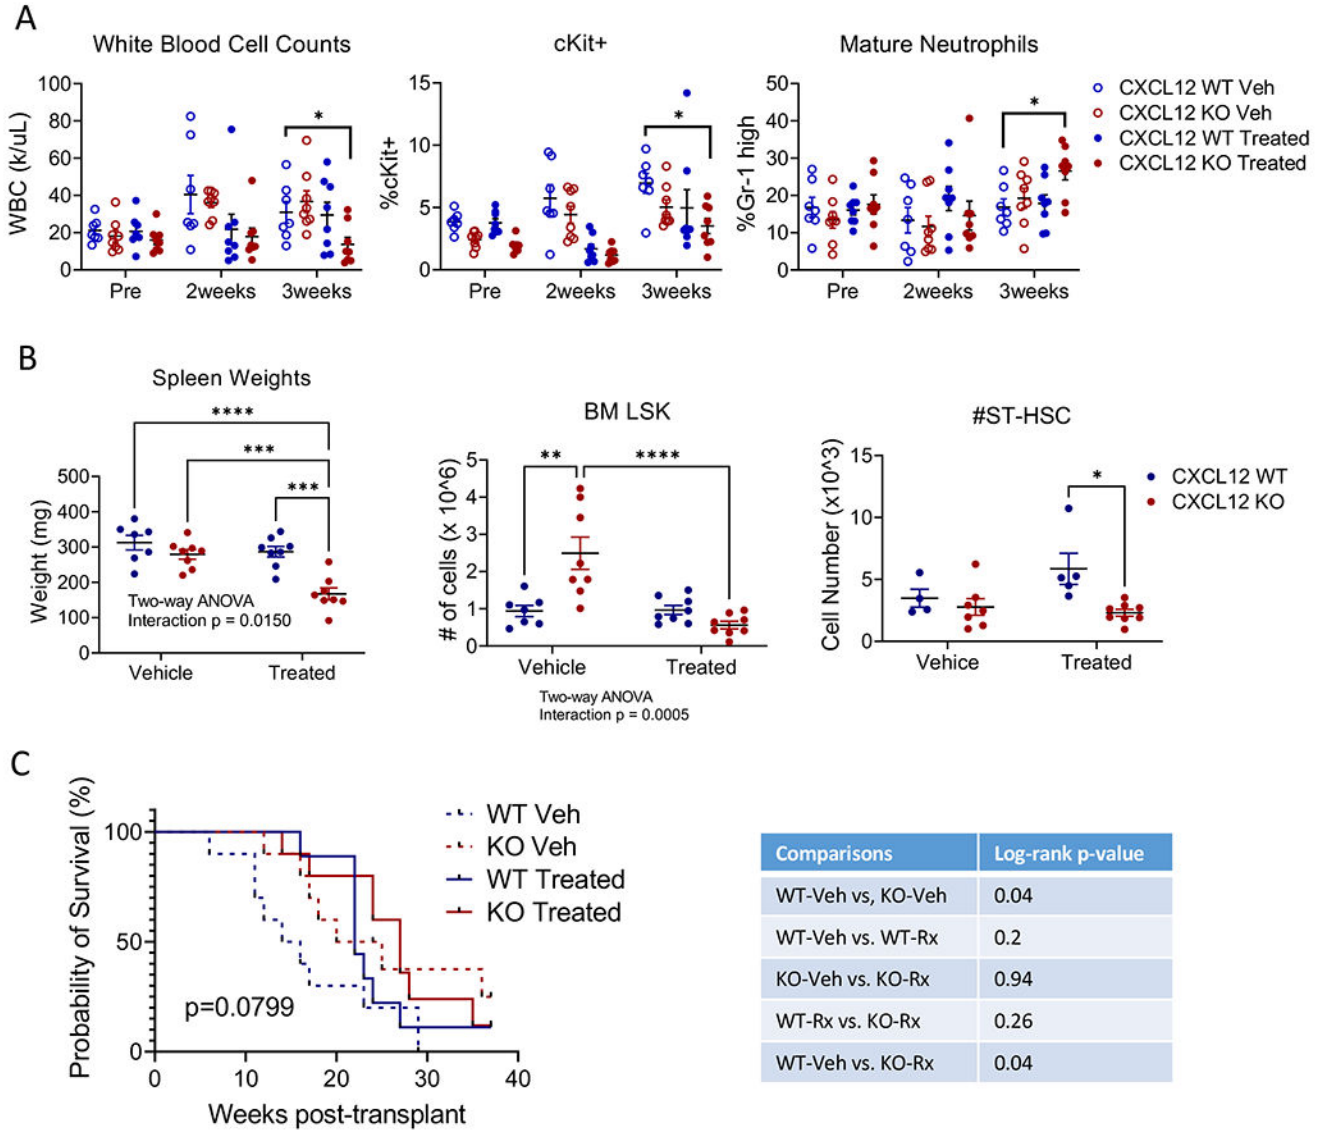 A
White Blood Cell Counts
cKit+
Mature Neutrophils
WBC (k/uL)
100
80
60
40
20
0
*
Pre
2weeks
3weeks
%cKit+
15
10
5
0
*
Pre
2weeks
3weeks
%Gr-1 high
50
40
30
20
10
0
*
Pre
2weeks
3weeks
CXCL12 WT Veh
CXCL12 KO Veh
CXCL12 WT Treated
CXCL12 KO Treated
B
Spleen Weights
****
***
***
Weight (mg)
500
400
300
200
100
0
Two-way ANOVA
Interaction p = 0.0150
Vehicle
Treated
BM LSK
**
****
# of cells (x 10^6)
5
4
3
2
1
0
Vehicle
Treated
Two-way ANOVA
Interaction p = 0.0005
#ST-HSC
Cell Number (x10^3)
15
10
5
0
*
Vehice
Treated
CXCL12 WT
CXCL12 KO
C
Probability of Survival (%)
100
50
0
p=0.0799
0
10
20
30
40
Weeks post-transplant
WT Veh
KO Veh
WT Treated
KO Treated
Comparisons Log-rank p-value
WT-Veh vs, KO-Veh 0.04
WT-Veh vs. WT-Rx 0.2
KO-Veh vs. KO-Rx 0.94
WT-Rx vs. KO-Rx 0.26
WT-Veh vs. KO-Rx 0.04